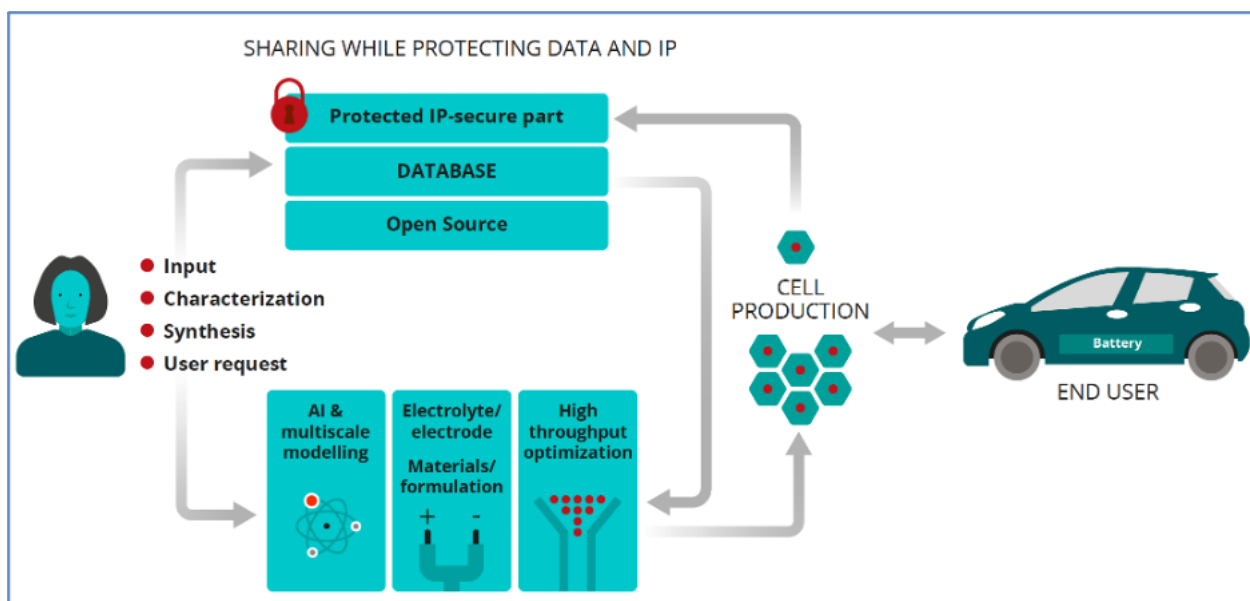 SHARING WHILE PROTECTING DATA AND IP
Protected IP-secure part
DATABASE
Open Source
Input
Characterization
Synthesis
User request
AI &
multiscale
modelling
Electrolyte/
electrode
Materials/
formulation
+ -
High
throughput
optimization
CELL
PRODUCTION
Battery
END USER